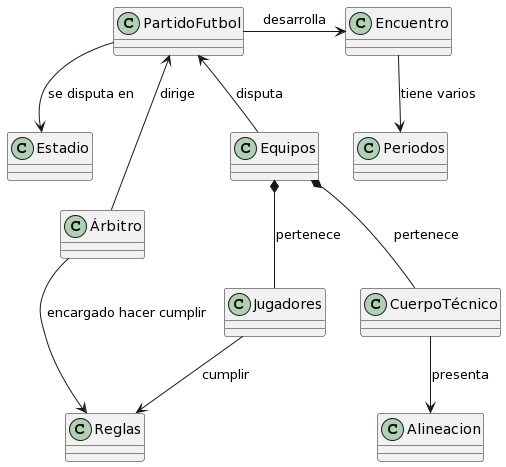 C PartidoFutbol
desarrolla
C Encuentro
se disputa en
dirige
disputa
tiene varios
C Estadio
C Equipos
C Periodos
C Árbitro
pertenece
pertenece
encargado hacer cumplir
C Jugadores
C CuerpoTécnico
cumplir
presenta
C Reglas
C Alineacion